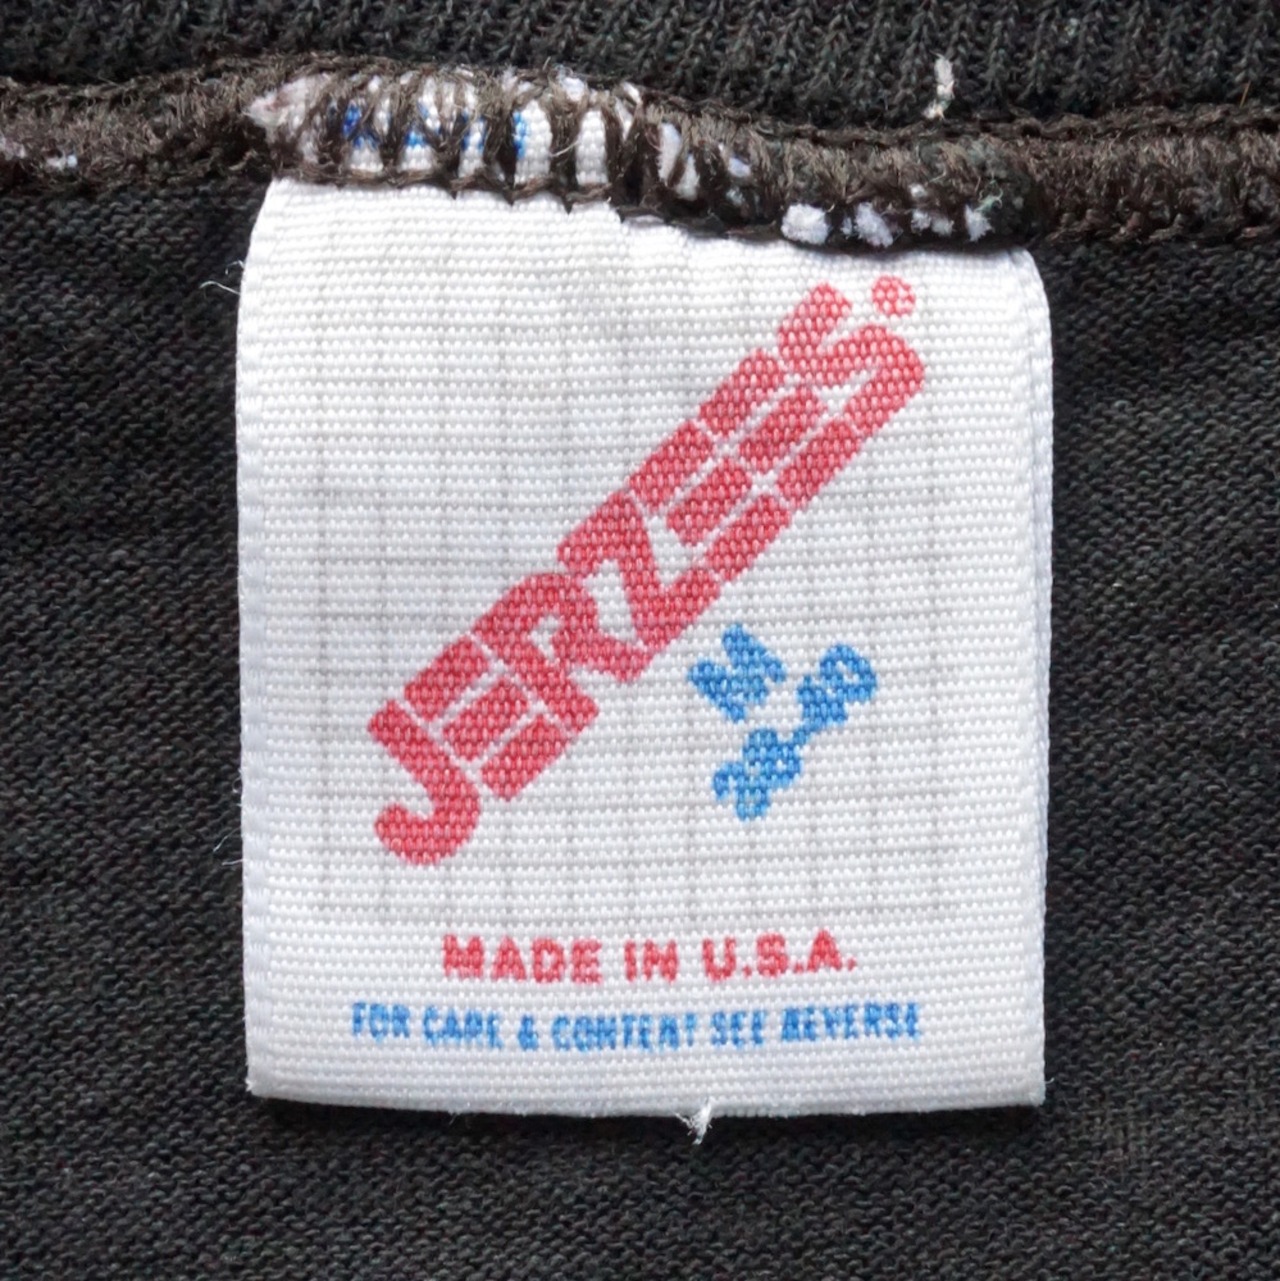 JERZEES.
M
38-40
MADE IN U.S.A.
FOR CARE & CONTENT SEE REVERSE